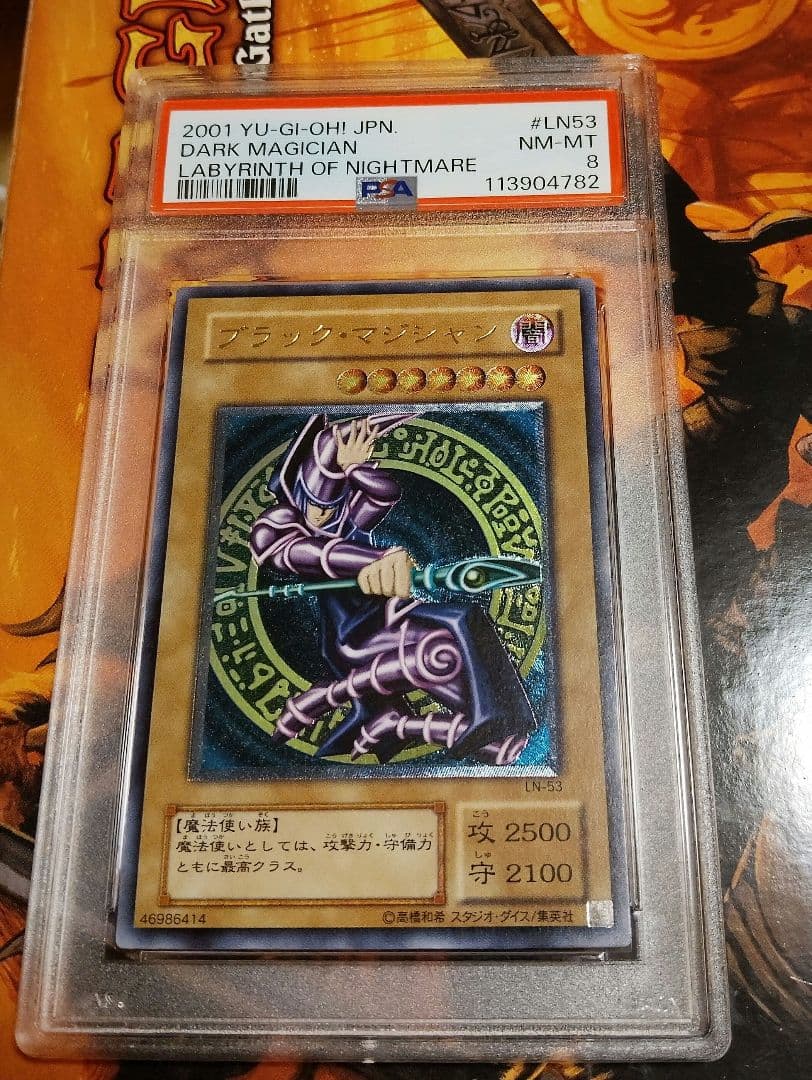 Gath
2001 YU-GI-OH! JPN. #LN53
DARK MAGICIAN NM-MT
LABYRINTH OF NIGHTMARE 8
PSA 113904782
ブラック・マジシャン 闇
LN-53
【魔法使い族】
魔法使いとしては、攻撃力・守備力
ともに最高クラス。
攻 2500
守 2100
46986414 ©高橋和希 スタジオ・ダイス/集英社